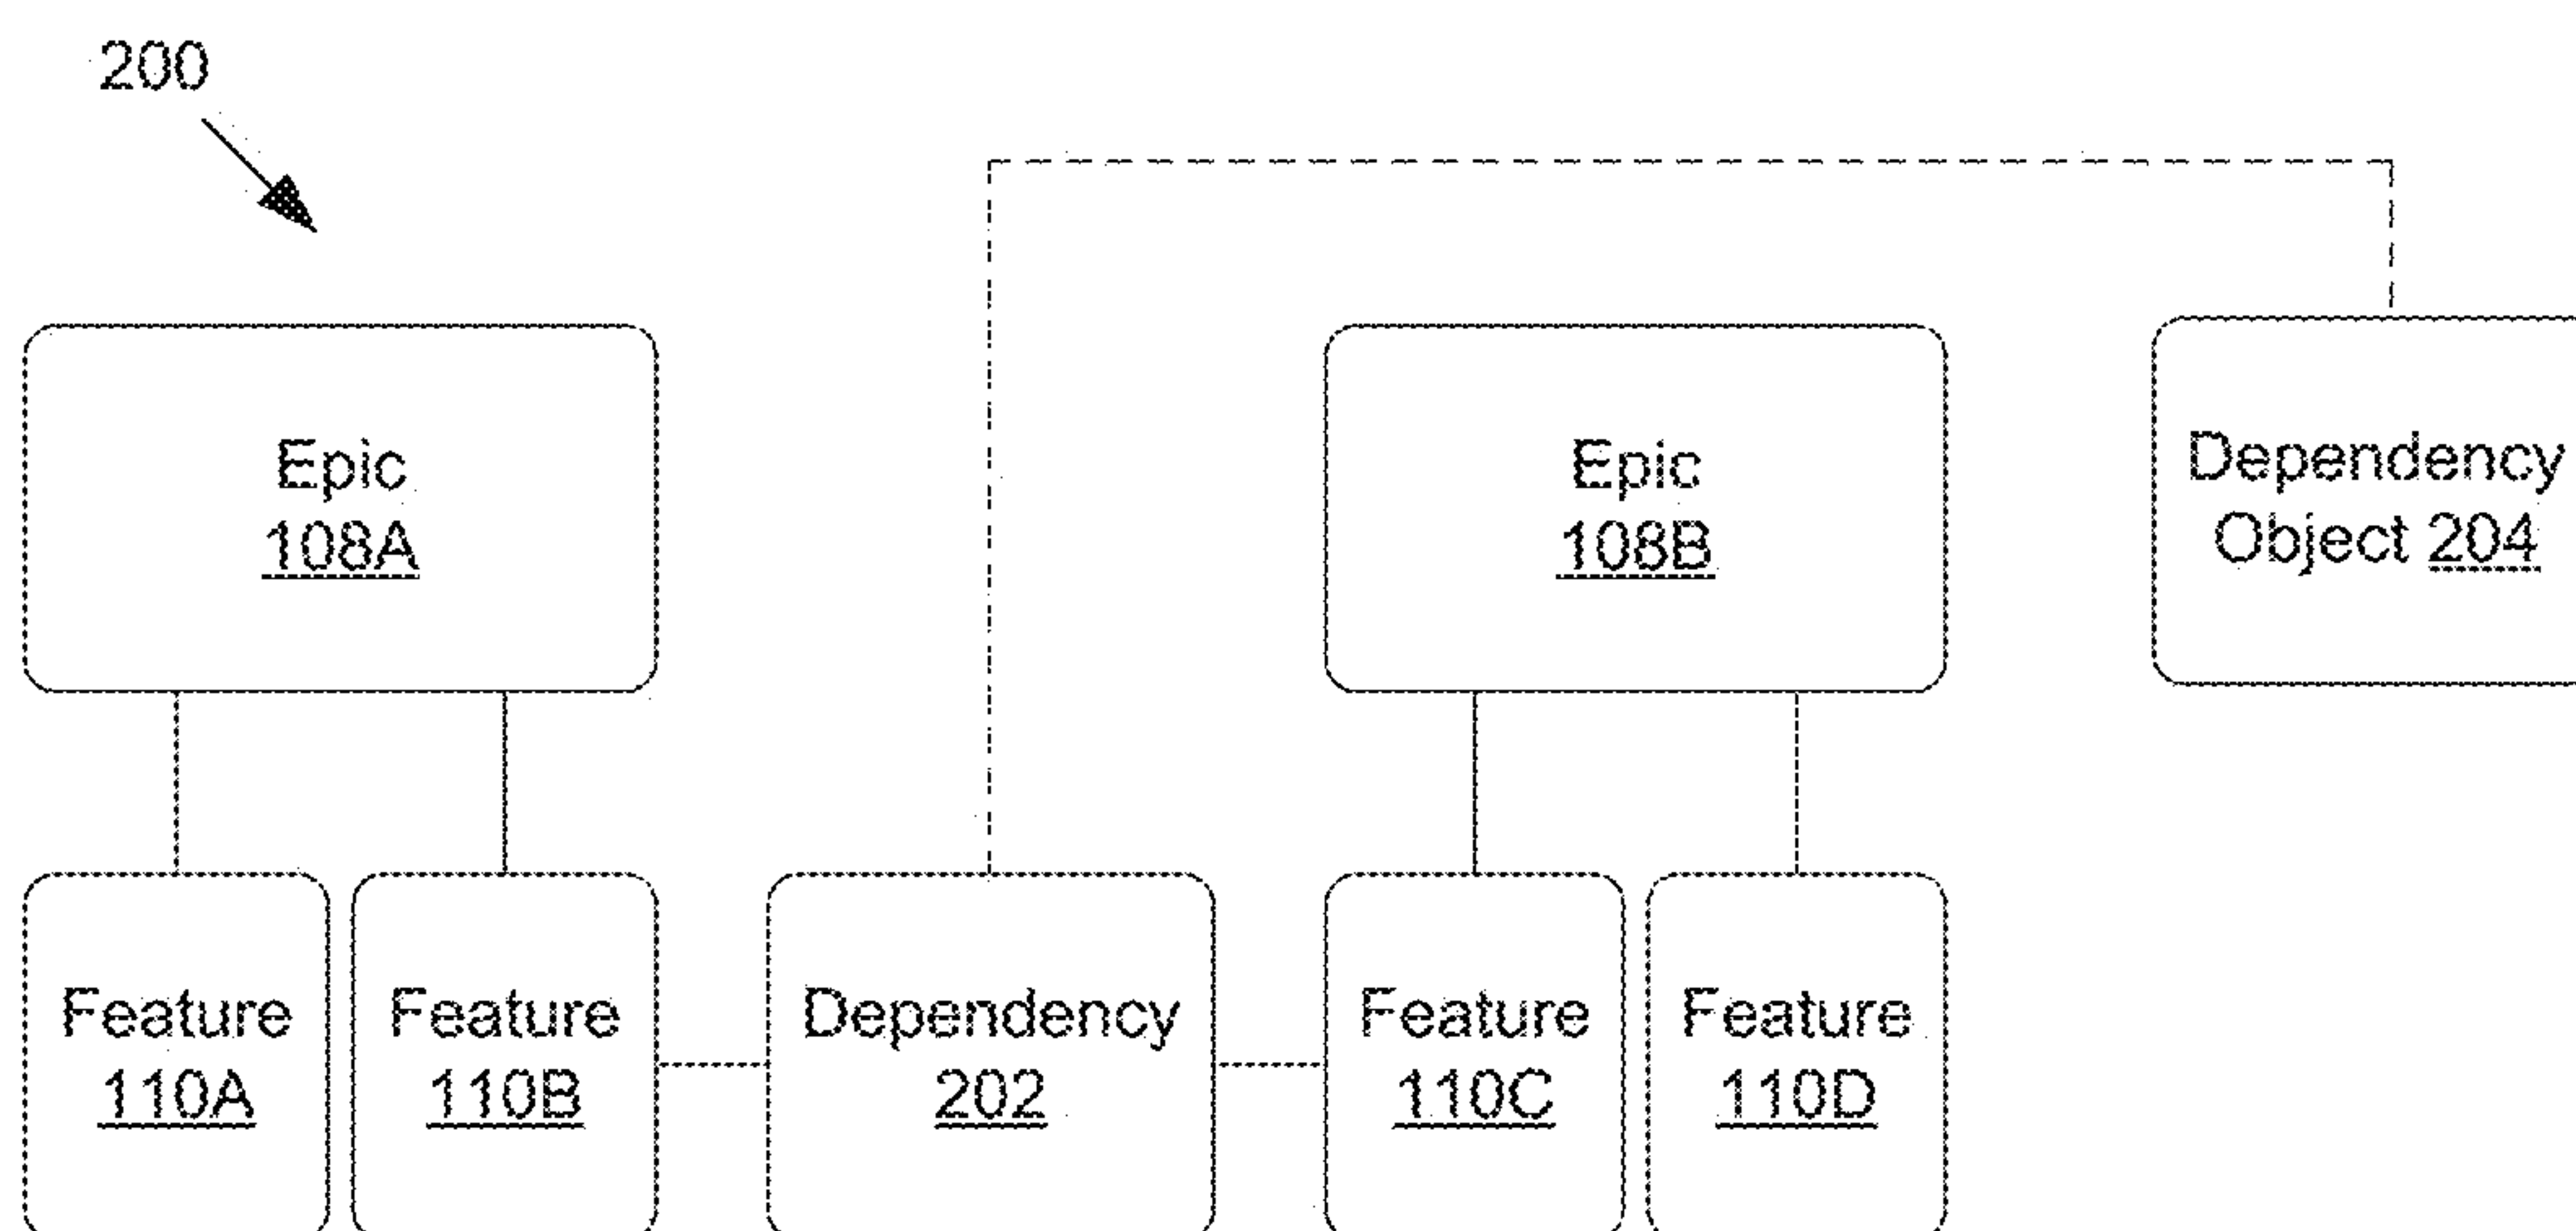 200
Epic
108A
Epic
108B
Dependency
Object 204
Feature
110A
Feature
110B
Dependency
202
Feature
110C
Feature
110D